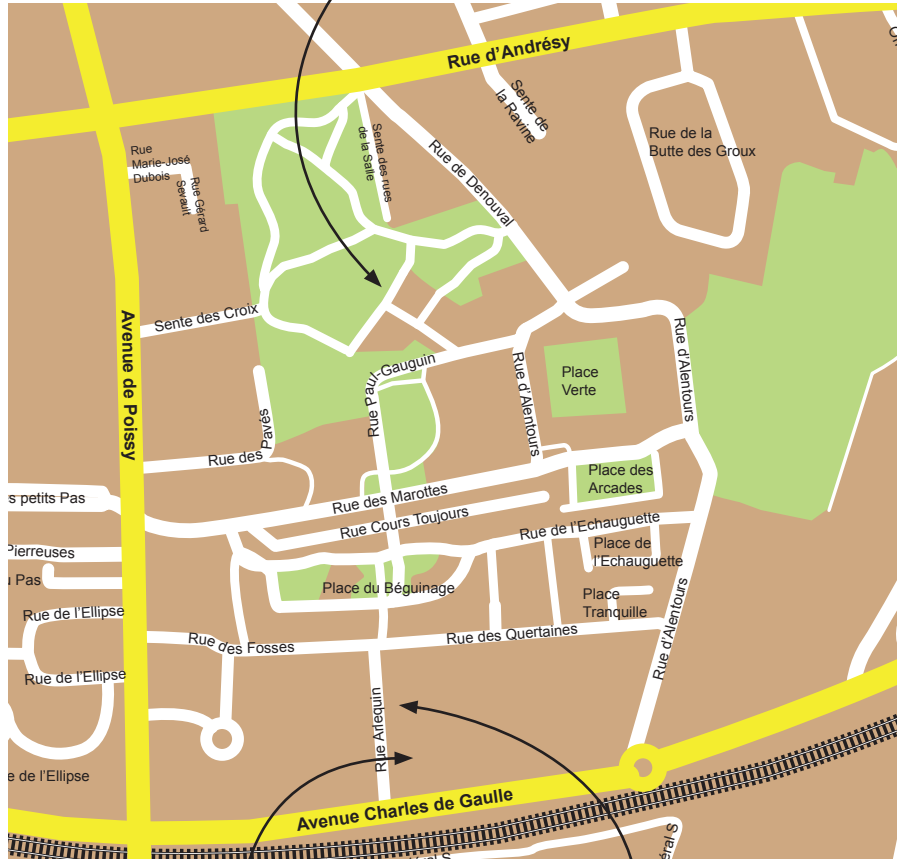 Rue d'Andrésy
Sente de
la Ravine
Rue de la
Butte des Groux
Rue
Marie-José
Dubois
Rue Gérard
Sevault
Sente des rues
de la Salle
Rue de Denouval
Sente des Croix
Avenue de Poissy
Rue Paul-Gauguin
Rue d'Alentours
Place
Verte
Rue d'Alentours
Rue des Pavés
Place des
Arcades
s petits Pas
Rue des Marottes
Rue Cours Toujours
Rue de l'Echauguette
Place de
l'Echauguette
Pierreuses
u Pas
Place du Béguinage
Place
Tranquille
Rue de l'Ellipse
Rue des Fosses
Rue des Quertaines
Rue d'Alentours
Rue de l'Ellipse
Rue Arlequin
e de l'Ellipse
Avenue Charles de Gaulle
éral S
éral S